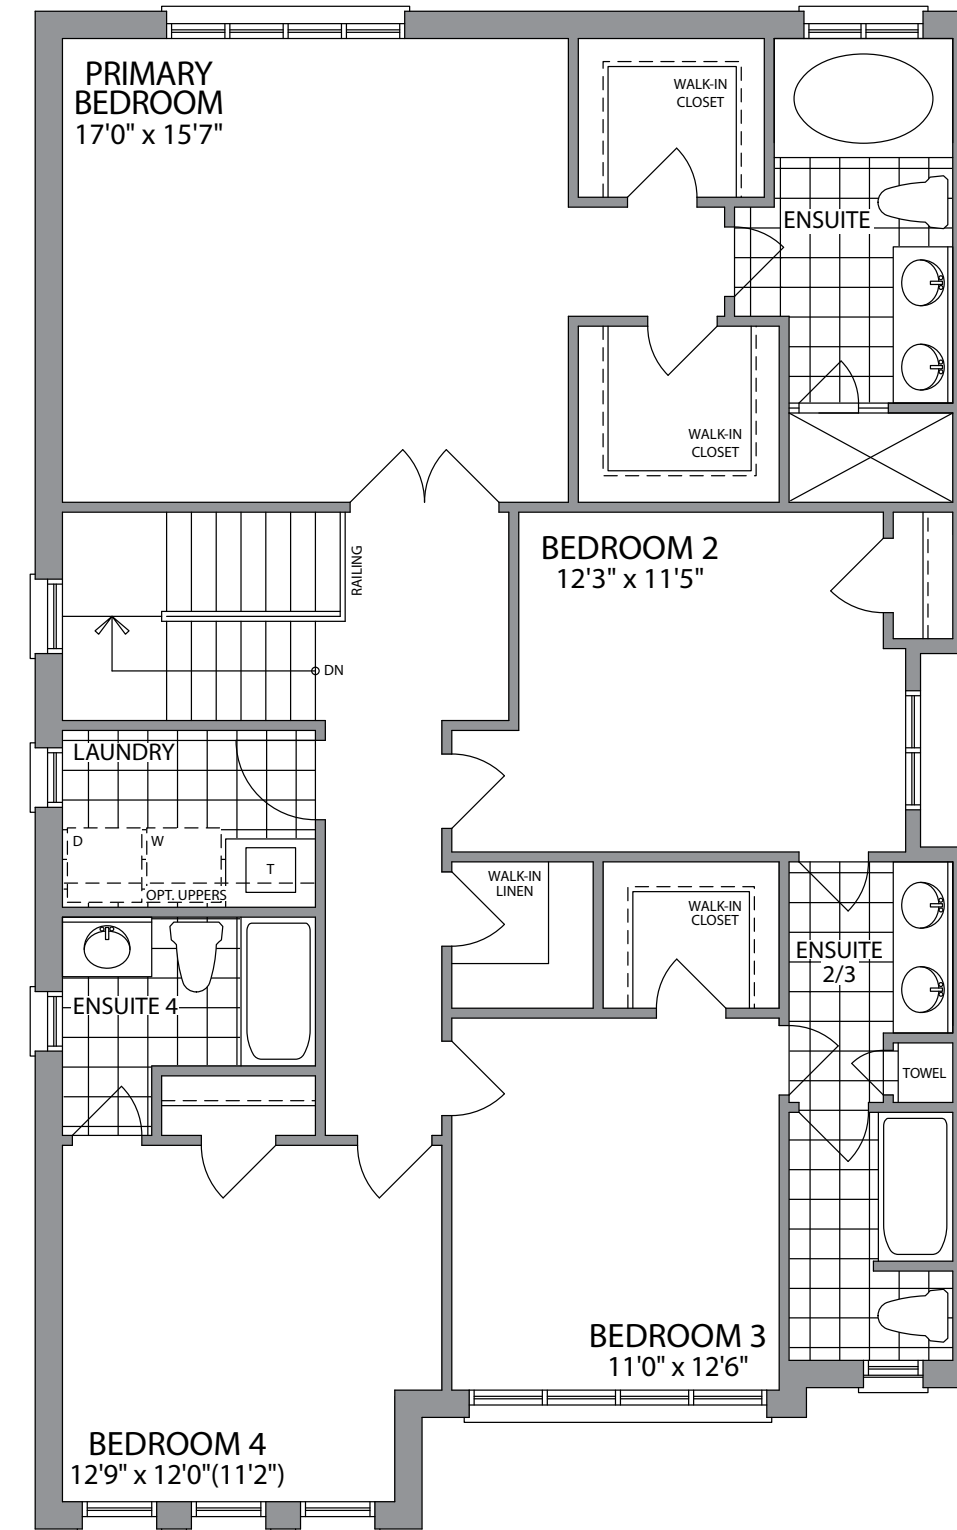 PRIMARY
BEDROOM
17'0" x 15'7"
WALK-IN
CLOSET
ENSUITE
WALK-IN
CLOSET
RAILING
DN
BEDROOM 2
12'3" x 11'5"
LAUNDRY
D
W
T
OPT. UPPERS
WALK-IN
LINEN
WALK-IN
CLOSET
ENSUITE
2/3
ENSUITE 4
TOWEL
BEDROOM 3
11'0" x 12'6"
BEDROOM 4
12'9" x 12'0"(11'2")